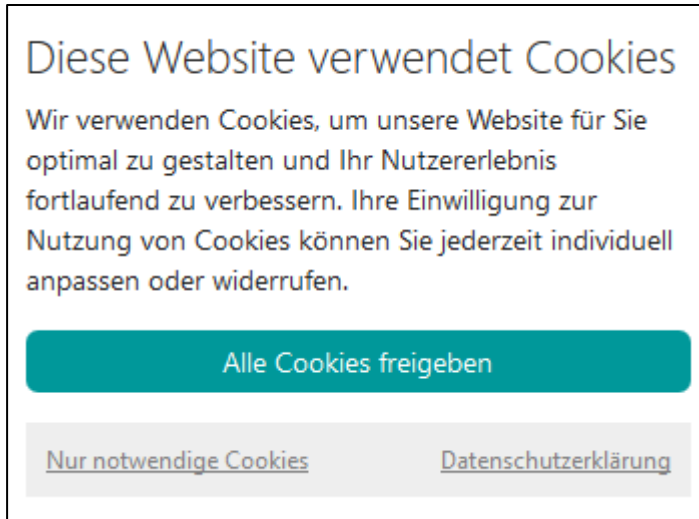 Diese Website verwendet Cookies
Wir verwenden Cookies, um unsere Website für Sie
optimal zu gestalten und Ihr Nutzererlebnis
fortlaufend zu verbessern. Ihre Einwilligung zur
Nutzung von Cookies können Sie jederzeit individuell
anpassen oder widerrufen.
Alle Cookies freigeben
Nur notwendige Cookies Datenschutzerklärung